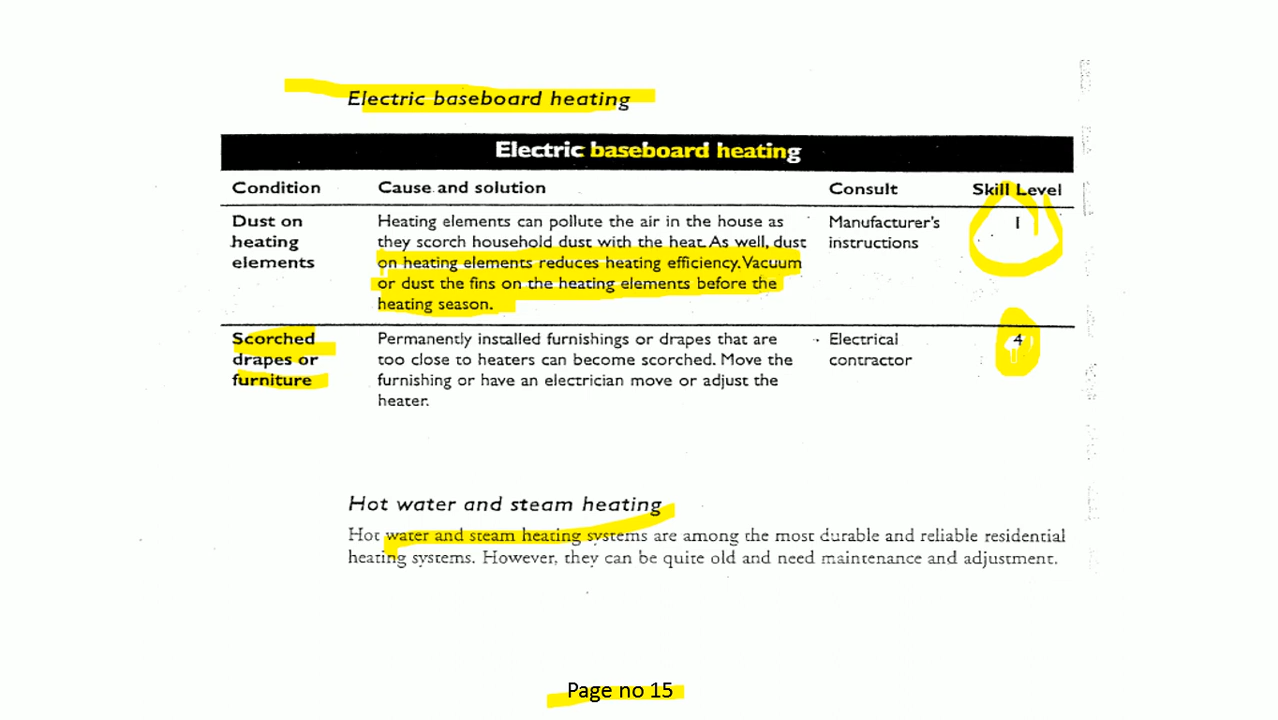 Electric baseboard heating
Electric baseboard heating
Condition Cause and solution Consult Skill Level
Dust on Heating elements can pollute the air in the house as Manufacturer's 1
heating they scorch household dust with the heat. As well, dust instructions
elements on heating elements reduces heating efficiency. Vacuum
or dust the fins on the heating elements before the
heating season.
Scorched Permanently installed furnishings or drapes that are Electrical 4
drapes or too close to heaters can become scorched. Move the contractor
furniture furnishing or have an electrician move or adjust the
heater.
Hot water and steam heating
Hot water and steam heating systems are among the most durable and reliable residential
heating systems. However, they can be quite old and need maintenance and adjustment.
Page no 15